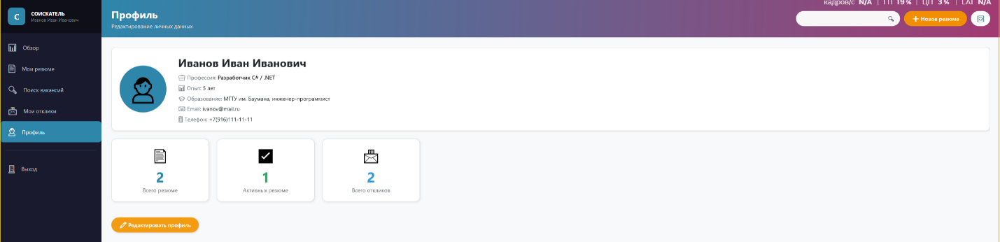 С
СОИСКАТЕЛЬ
Иванов Иван Иванович
Обзор
Мои резюме
Поиск вакансий
Мои отклики
Профиль
Выход
Профиль
Редактирование личных данных
кадров/с N/A | ГП 19 % | ЦП 3 % | LAT N/A
+ Новое резюме
Иванов Иван Иванович
Профессия: Разработчик C# / .NET
Опыт: 5 лет
Образование: МГТУ им. Баумана, инженер-программист
Email: ivanov@mail.ru
Телефон: +7(916)111-11-11
2
Всего резюме
1
Активных резюме
2
Всего откликов
Редактировать профиль